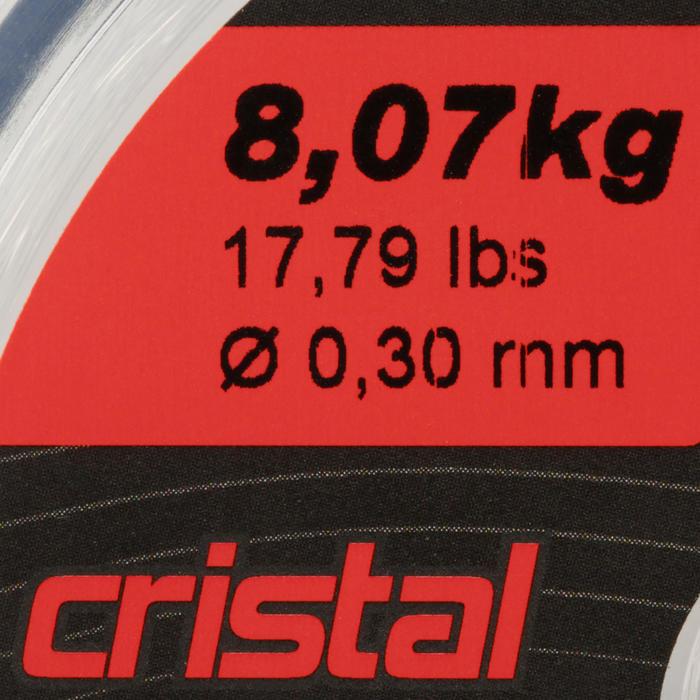 8,07kg
17,79 lbs
Ø 0,30 mm
cristal